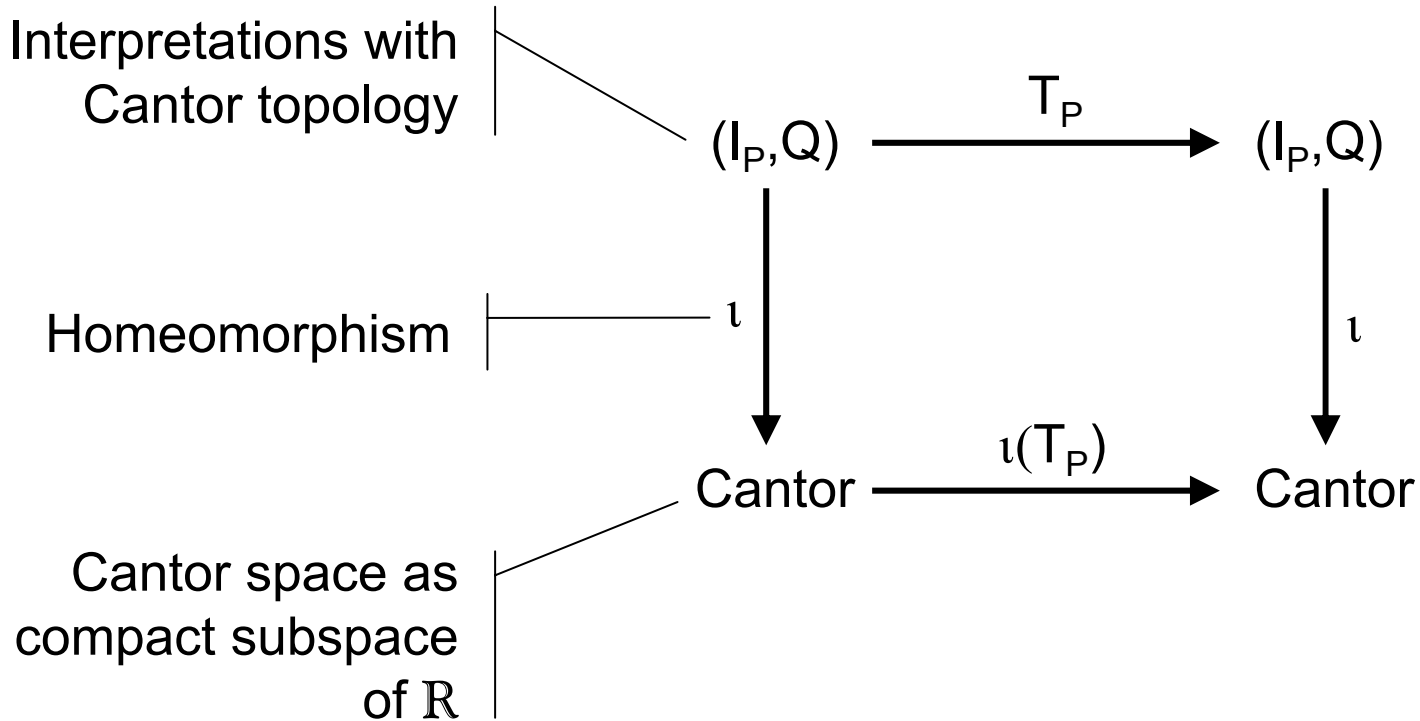 Interpretations with
Cantor topology
T_P
(I_P,Q)
(I_P,Q)
Homeomorphism
ι
ι
ι(T_P)
Cantor
Cantor
Cantor space as
compact subspace
of ℝ